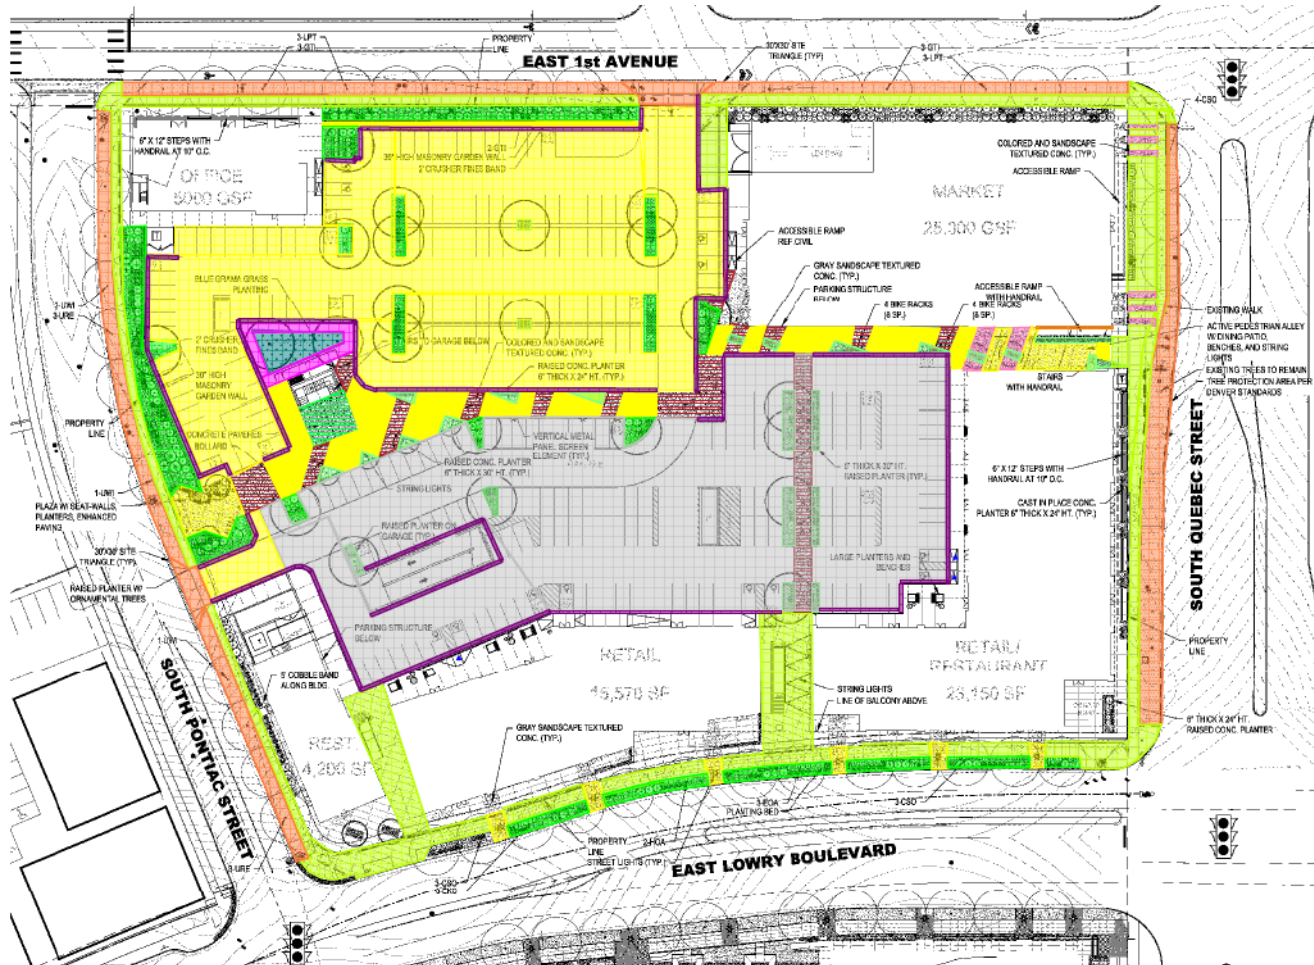 3-LPT
3-GTI
PROPERTY
LINE
EAST 1st AVENUE
30'X30' SITE
TRIANGLE (TYP)
3-GTI
3-LPT
4-CSO
6" X 12" STEPS WITH
HANDRAIL AT 10" O.C.
OFFICE
5000 GSF
2-GTI
36" HIGH MASONRY GARDEN WALL
2' CRUSHER FINES BAND
LOADING
MARKET
25,300 GSF
COLORED AND SANDSCAPE
TEXTURED CONC. (TYP.)
ACCESSIBLE RAMP
ACCESSIBLE RAMP
REF.CIVIL
GRAY SANDSCAPE TEXTURED
CONC. (TYP.)
PARKING STRUCTURE
BELOW
4 BIKE RACKS
(8 SP.)
ACCESSIBLE RAMP
WITH HANDRAIL
4 BIKE RACKS
(8 SP.)
BLUE GRAMA GRASS
PLANTING
2-UWI
3-URE
2' CRUSHER
FINES BAND
36" HIGH
MASONRY
GARDEN WALL
TO GARAGE BELOW
COLORED AND SANDSCAPE
TEXTURED CONC. (TYP.)
RAISED CONC. PLANTER
6" THICK X 24" HT. (TYP.)
EXISTING WALK
ACTIVE PEDESTRIAN ALLEY
W/DINING PATIO,
BENCHES, AND STRING
LIGHTS
EXISTING TREES TO REMAIN
TREE PROTECTION AREA PER
DENVER STANDARDS
STAIRS
WITH HANDRAIL
PROPERTY
LINE
CONCRETE PAVERS
BOLLARD
VERTICAL METAL
PANEL SCREEN
ELEMENT (TYP.)
RAISED CONC. PLANTER
6" THICK X 30" HT. (TYP.)
6" THICK X 30" HT.
RAISED PLANTER (TYP.)
STRING LIGHTS
6" X 12" STEPS WITH
HANDRAIL AT 10" O.C.
CAST IN PLACE CONC.
PLANTER 6" THICK X 24" HT. (TYP.)
SOUTH QUEBEC STREET
1-UWI
PLAZA W/ SEAT-WALLS,
PLANTERS, ENHANCED
PAVING
30'X30' SITE
TRIANGLE (TYP)
RAISED PLANTER W/
ORNAMENTAL TREES
RAISED PLANTER ON
GARAGE (TYP.)
LARGE PLANTERS AND
BENCHES
1-UWI
PARKING STRUCTURE
BELOW
5' COBBLE BAND
ALONG BLDG.
RETAIL
15,570 SF
RETAIL/
RESTAURANT
23,150 SF
PROPERTY
LINE
STRING LIGHTS
LINE OF BALCONY ABOVE
GRAY SANDSCAPE TEXTURED
CONC. (TYP.)
6" THICK X 24" HT.
RAISED CONC. PLANTER
SOUTH PONTIAC STREET
REST
4,200 SF
3-EOA
PLANTING BED
3-CSO
PROPERTY
LINE
STREET LIGHTS (TYP.)
3-URE
3-CSO
EAST LOWRY BOULEVARD